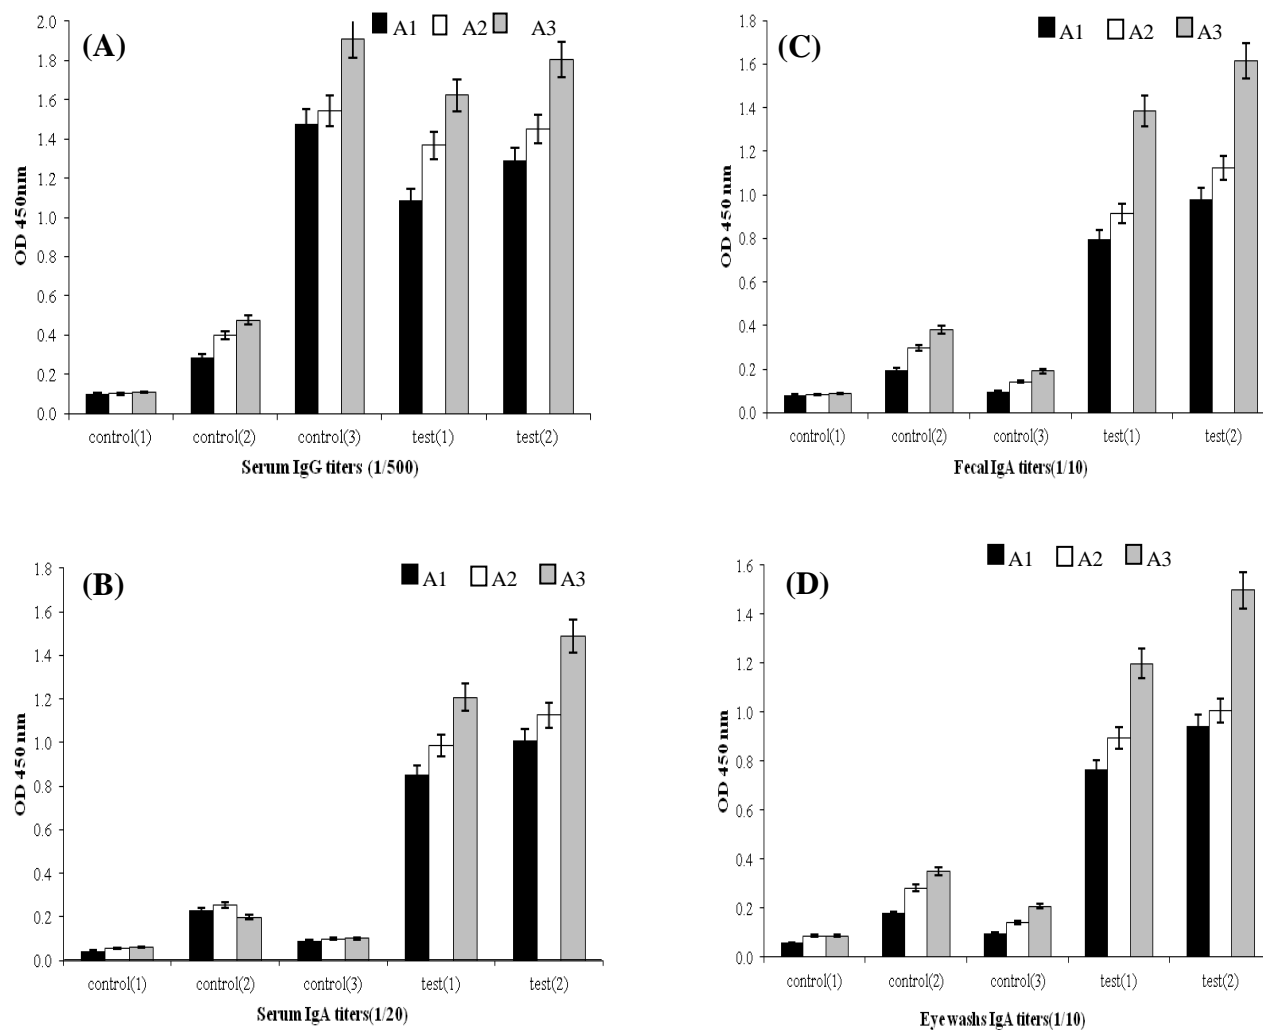 (A)
A1 A2 A3
2.0
1.8
1.6
1.4
1.2
1.0
0.8
0.6
0.4
0.2
0.0
OD 450nm
control(1) control(2) control(3) test(1) test(2)
Serum IgG titers (1/500)
(C)
A1 A2 A3
1.8
1.6
1.4
1.2
1.0
0.8
0.6
0.4
0.2
0.0
OD 450 nm
control(1) control(2) control(3) test(1) test(2)
Fecal IgA titers(1/10)
(B)
A1 A2 A3
1.8
1.6
1.4
1.2
1.0
0.8
0.6
0.4
0.2
0.0
OD 450 nm
control(1) control(2) control(3) test(1) test(2)
Serum IgA titers(1/20)
(D)
A1 A2 A3
1.6
1.4
1.2
1.0
0.8
0.6
0.4
0.2
0.0
OD 450 nm
control(1) control(2) control(3) test(1) test(2)
Eye washs IgA titers(1/10)